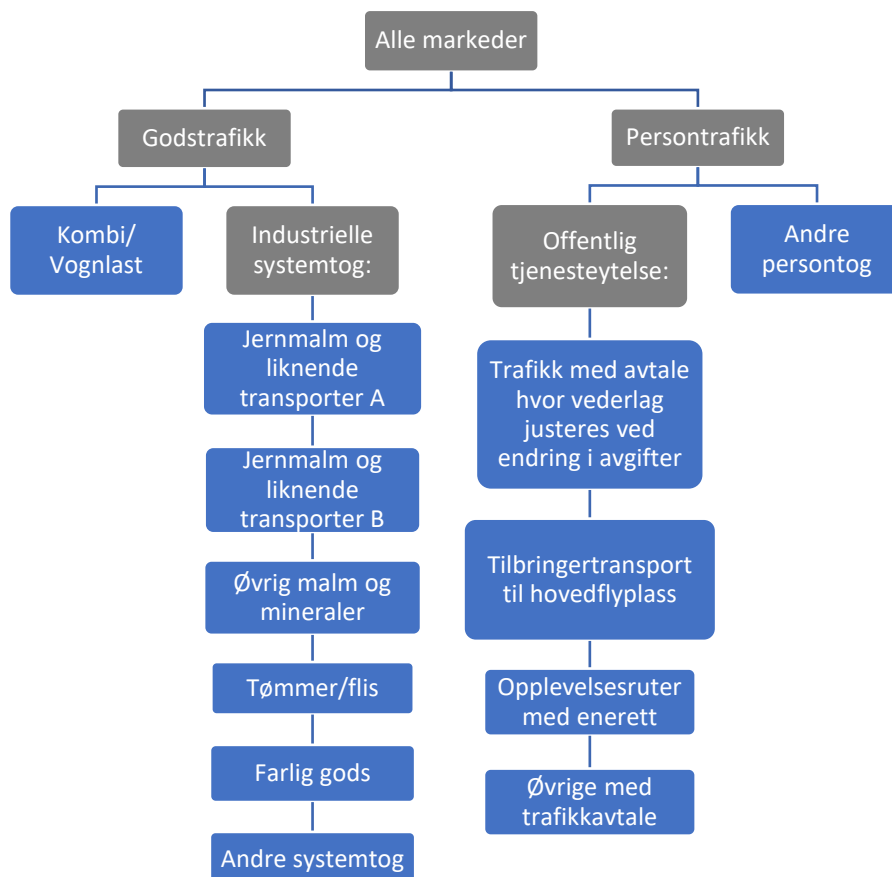 Alle markeder
Godstrafikk
Persontrafikk
Kombi/
Vognlast
Industrielle
systemtog:
Offentlig
tjenesteytelse:
Andre
persontog
Jernmalm og
liknende
transporter A
Jernmalm og
liknende
transporter B
Øvrig malm og
mineraler
Tømmer/flis
Farlig gods
Andre systemtog
Trafikk med avtale
hvor vederlag
justeres ved
endring i avgifter
Tilbringertransport
til hovedflyplass
Opplevelsesruter
med enerett
Øvrige med
trafikkavtale